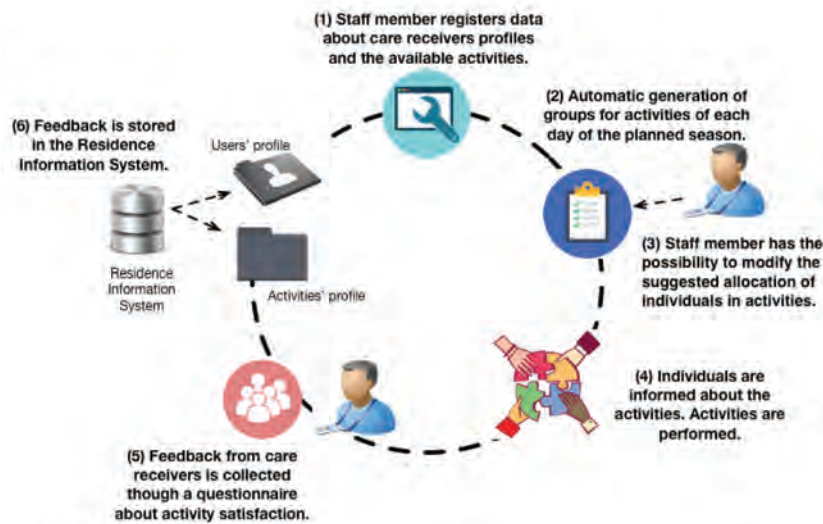 (1) Staff member registers data
about care receivers profiles
and the available activities.
(2) Automatic generation of
groups for activities of each
day of the planned season.
(3) Staff member has the
possibility to modify the
suggested allocation of
individuals in activities.
(4) Individuals are
informed about the
activities. Activities are
performed.
(5) Feedback from care
receivers is collected
though a questionnaire
about activity satisfaction.
(6) Feedback is stored
in the Residence
Information System.
Users' profile
Residence
Information
System
Activities' profile